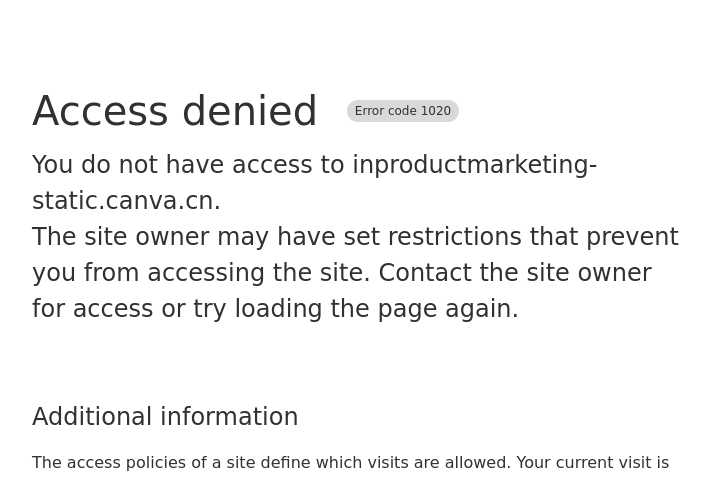 Access denied Error code 1020
You do not have access to inproductmarketing-
static.canva.cn.
The site owner may have set restrictions that prevent
you from accessing the site. Contact the site owner
for access or try loading the page again.
Additional information
The access policies of a site define which visits are allowed. Your current visit is